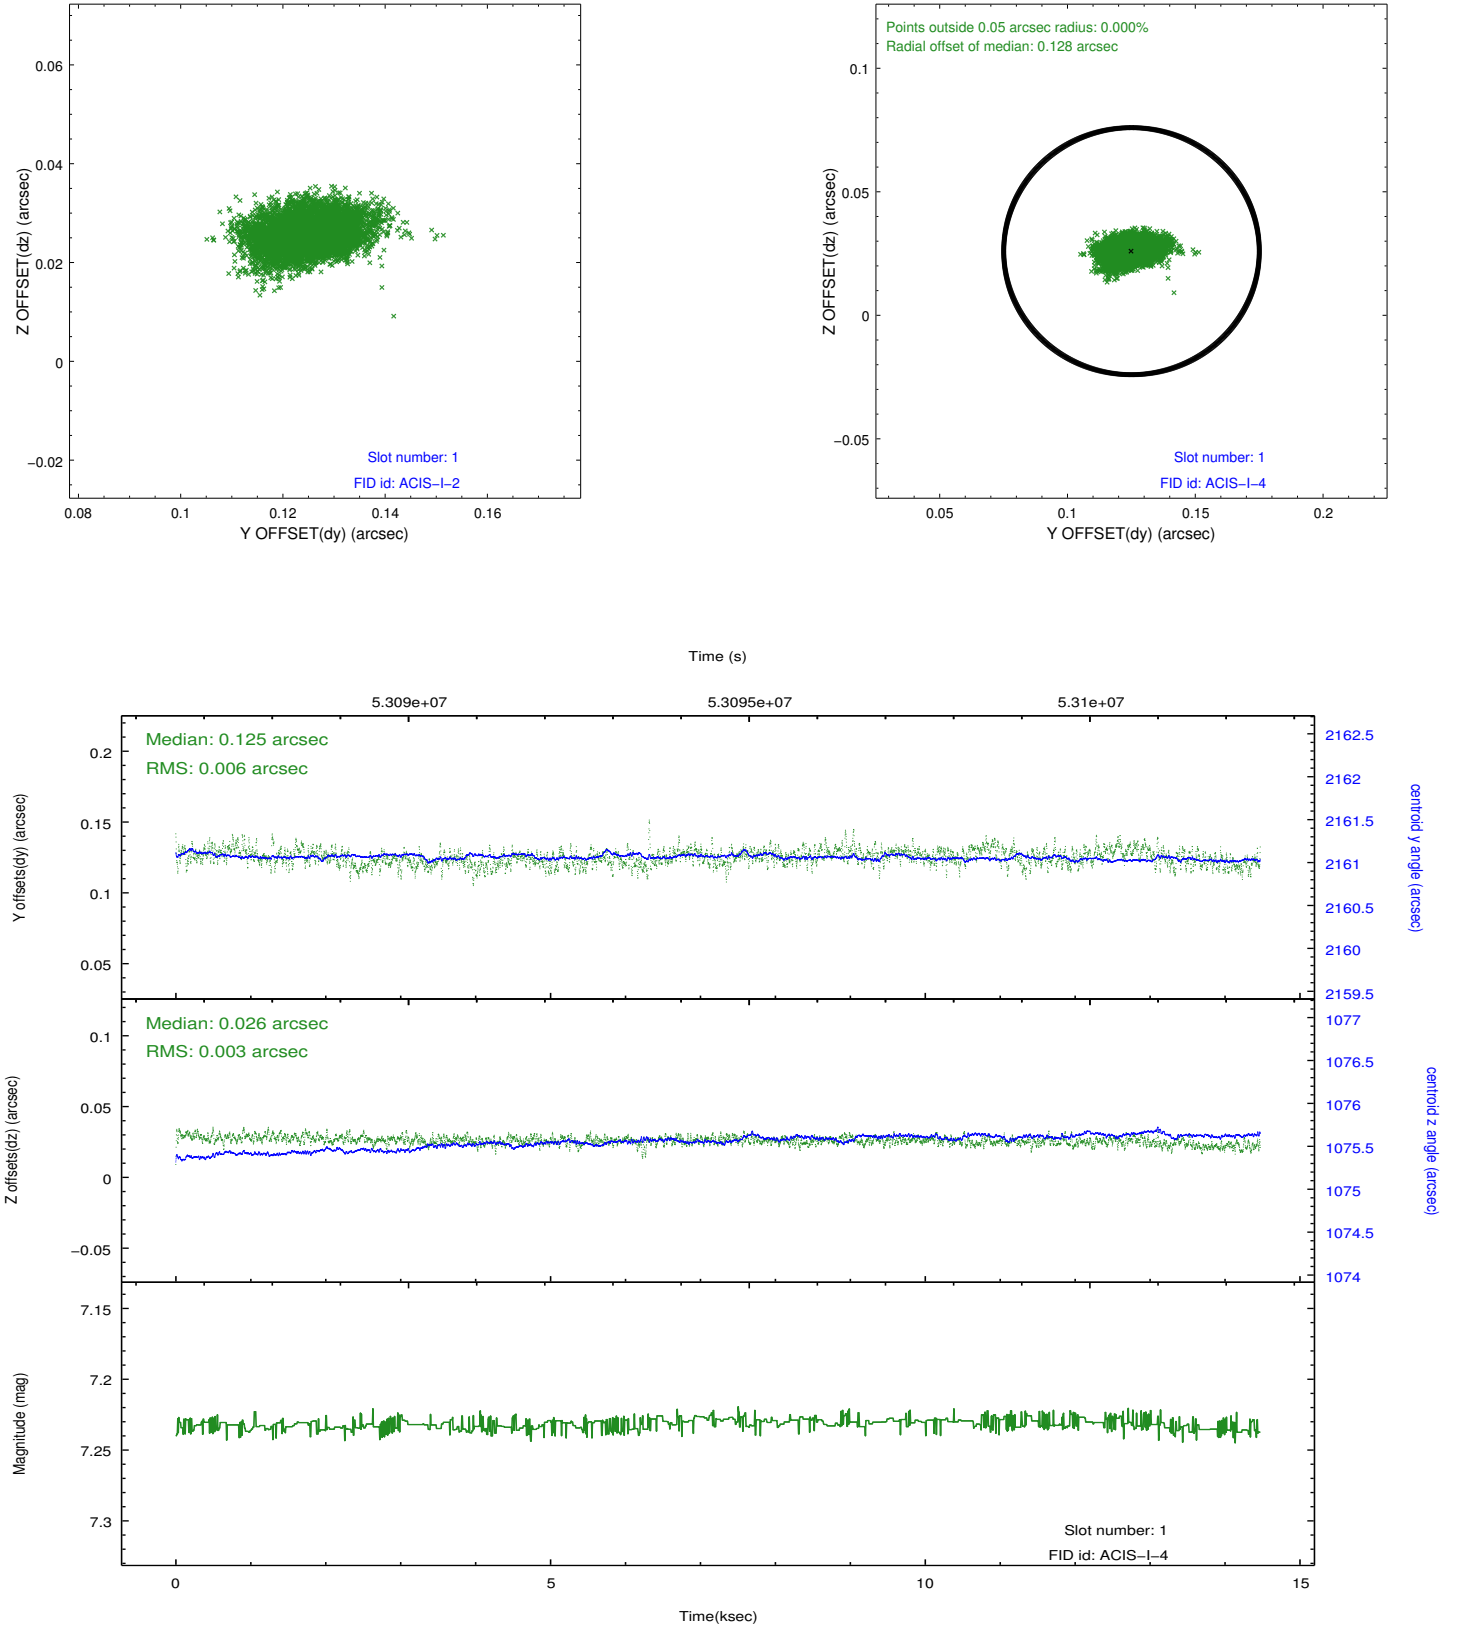 0.06
0.04
0.02
0
−0.02
Z OFFSET(dz) (arcsec)
Slot number: 1
FID id: ACIS−I−2
0.08 0.1 0.12 0.14 0.16
Y OFFSET(dy) (arcsec)
Points outside 0.05 arcsec radius: 0.000%
Radial offset of median: 0.128 arcsec
0.1
0.05
0
−0.05
Z OFFSET(dz) (arcsec)
Slot number: 1
FID id: ACIS−I−4
0.05 0.1 0.15 0.2
Y OFFSET(dy) (arcsec)
Time (s)
5.309e+07 5.3095e+07 5.31e+07
Median: 0.125 arcsec
RMS: 0.006 arcsec
0.2
0.15
0.1
0.05
Y offsets(dy) (arcsec)
2162.5
2162
2161.5
2161
2160.5
2160
2159.5
centroid y angle (arcsec)
Median: 0.026 arcsec
RMS: 0.003 arcsec
0.1
0.05
0
−0.05
Z offsets(dz) (arcsec)
1077
1076.5
1076
1075.5
1075
1074.5
1074
centroid z angle (arcsec)
7.15
7.2
7.25
7.3
Magnitude (mag)
Slot number: 1
FID id: ACIS−I−4
0 5 10 15
Time(ksec)